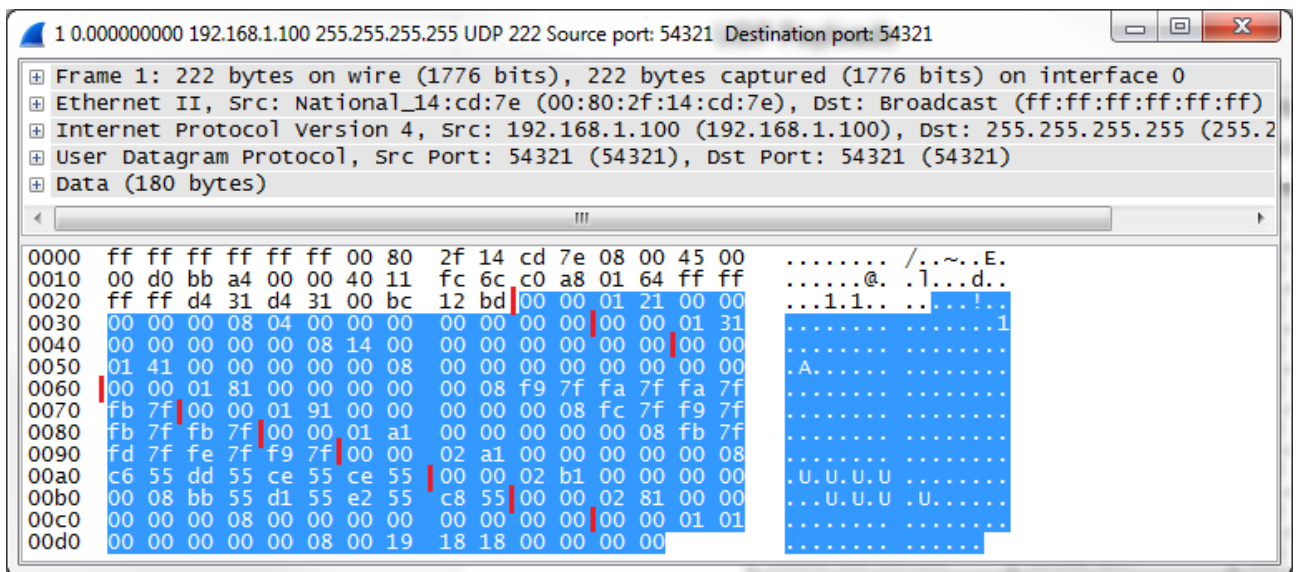 1 0.000000000 192.168.1.100 255.255.255.255 UDP 222 Source port: 54321 Destination port: 54321
Frame 1: 222 bytes on wire (1776 bits), 222 bytes captured (1776 bits) on interface 0
Ethernet II, Src: National_14:cd:7e (00:80:2f:14:cd:7e), Dst: Broadcast (ff:ff:ff:ff:ff:ff)
Internet Protocol Version 4, Src: 192.168.1.100 (192.168.1.100), Dst: 255.255.255.255 (255.2
User Datagram Protocol, Src Port: 54321 (54321), Dst Port: 54321 (54321)
Data (180 bytes)
0000 ff ff ff ff ff ff 00 80 2f 14 cd 7e 08 00 45 00 ........ /..~..E.
0010 00 d0 bb a4 00 00 40 11 fc 6c c0 a8 01 64 ff ff ......@. .l...d..
0020 ff ff d4 31 d4 31 00 bc 12 bd 00 00 01 21 00 00 ...1.1.. .....!..
0030 00 00 00 08 04 00 00 00 00 00 00 00 00 00 01 31 ........ .......1
0040 00 00 00 00 00 08 14 00 00 00 00 00 00 00 00 00 ........ ........
0050 01 41 00 00 00 00 00 08 00 00 00 00 00 00 00 00 .A...... ........
0060 00 00 01 81 00 00 00 00 00 08 f9 7f fa 7f fa 7f ........ ........
0070 fb 7f 00 00 01 91 00 00 00 00 00 08 fc 7f f9 7f ........ ........
0080 fb 7f fb 7f 00 00 01 a1 00 00 00 00 00 08 fb 7f ........ ........
0090 fd 7f fe 7f f9 7f 00 00 02 a1 00 00 00 00 00 08 ........ ........
00a0 c6 55 dd 55 ce 55 ce 55 00 00 02 b1 00 00 00 00 .U.U.U.U ........
00b0 00 08 bb 55 d1 55 e2 55 c8 55 00 00 02 81 00 00 ...U.U.U .U......
00c0 00 00 00 08 00 00 00 00 00 00 00 00 00 00 01 01 ........ ........
00d0 00 00 00 00 00 08 00 19 18 18 00 00 00 00 ........ ......